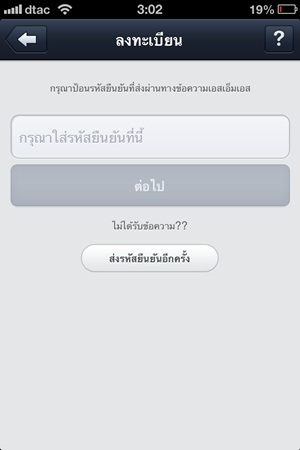 dtac 3:02 19%
ลงทะเบียน ?
กรุณาป้อนรหัสยืนยันที่ส่งผ่านทางข้อความเอสเอ็มเอส
กรุณาใส่รหัสยืนยันที่นี้
ต่อไป
ไม่ได้รับข้อความ??
ส่งรหัสยืนยันอีกครั้ง